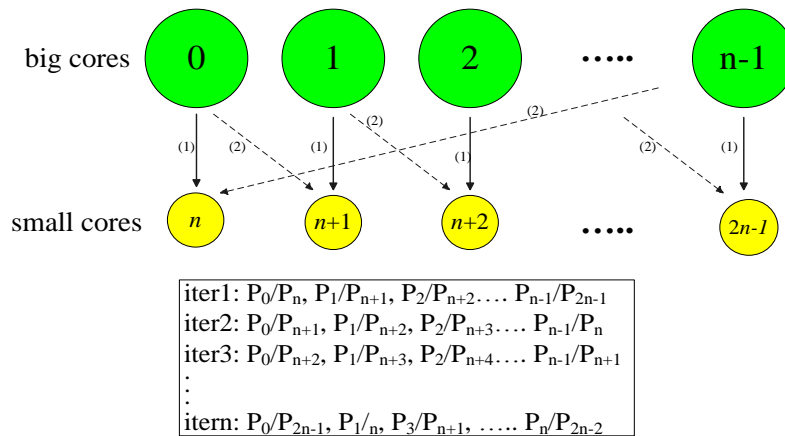 big cores 0 1 2 ..... n-1
(1) (2) (1) (2) (1) (2) (2) (1)
small cores n n+1 n+2 ..... 2n-1
iter1: P0/Pn, P1/Pn+1, P2/Pn+2.... Pn-1/P2n-1
iter2: P0/Pn+1, P1/Pn+2, P2/Pn+3.... Pn-1/Pn
iter3: P0/Pn+2, P1/Pn+3, P2/Pn+4.... Pn-1/Pn+1
.
.
.
itern: P0/P2n-1, P1/n, P3/Pn+1, ..... Pn/P2n-2